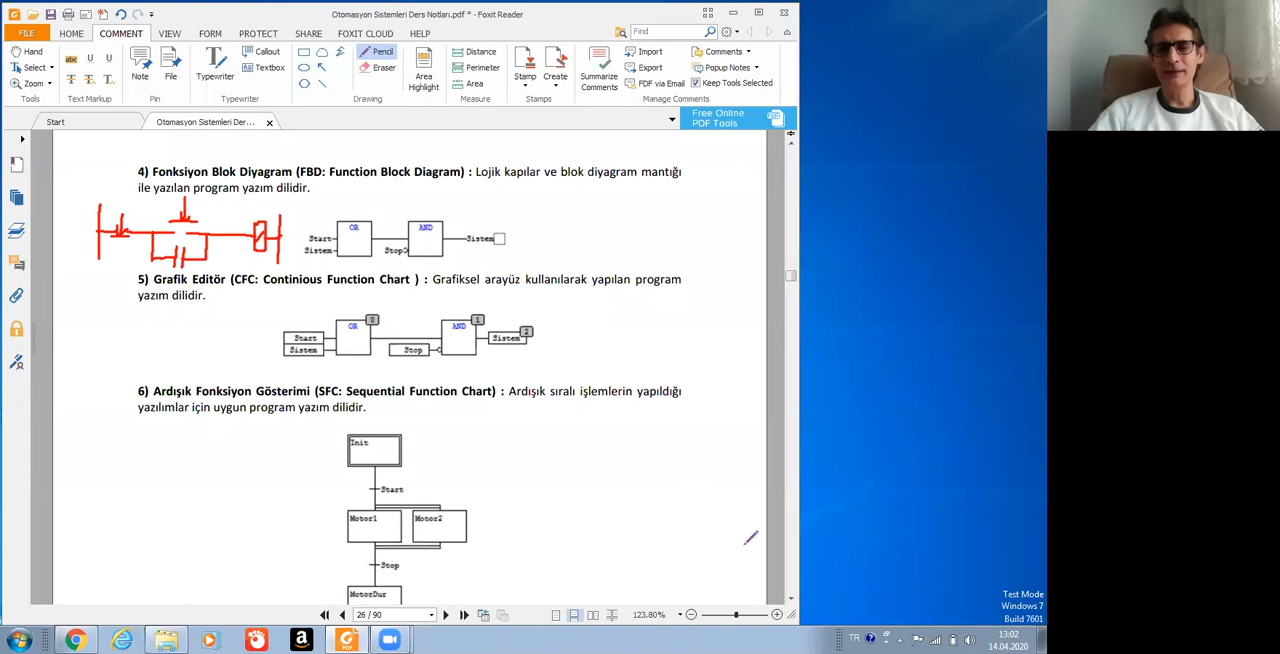 Otomasyon Sistemleri Ders Notları.pdf * - Foxit Reader
FILE HOME COMMENT VIEW FORM PROTECT SHARE FOXIT CLOUD HELP Find
Hand
Select
Zoom
Tools
Text Markup
Note
File
Pin
Typewriter
Callout
Textbox
Typewriter
Pencil
Eraser
Drawing
Area
Highlight
Distance
Perimeter
Area
Measure
Stamp
Create
Stamps
Summarize
Comments
Import
Export
FDF via Email
Comments
Popup Notes
Keep Tools Selected
Manage Comments
Start
Otomasyon Sistemleri Der...
Free Online
PDF Tools
4) Fonksiyon Blok Diyagram (FBD: Function Block Diagram) : Lojik kapılar ve blok diyagram mantığı
ile yazılan program yazım dilidir.
OR AND
Start Sistem
Sistem Stop
5) Grafik Editör (CFC: Continious Function Chart ) : Grafiksel arayüz kullanılarak yapılan program
yazım dilidir.
0 1
OR AND
2
Start Sistem
Sistem Stop
6) Ardışık Fonksiyon Gösterimi (SFC: Sequential Function Chart) : Ardışık sıralı işlemlerin yapıldığı
yazılımlar için uygun program yazım dilidir.
Init
Start
Motor1 Motor2
Stop
MotorDur
26 / 90
123.80%
Test Mode
Windows 7
Build 7601
TR
13:02
14.04.2020